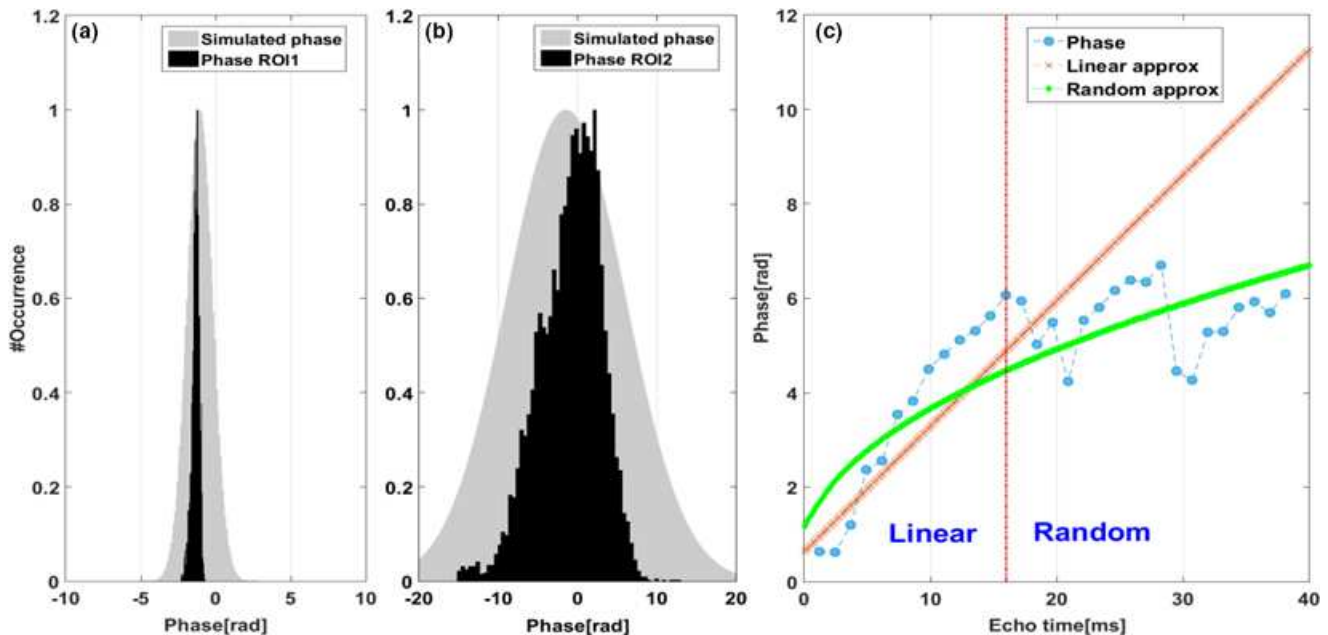 (a)
Simulated phase
Phase ROI1
#Occurrence
1.2
1
0.8
0.6
0.4
0.2
0
-10
-5
0
5
10
Phase[rad]
(b)
Simulated phase
Phase ROI2
1.2
1
0.8
0.6
0.4
0.2
0
-20
-10
0
10
20
Phase[rad]
(c)
Phase
Linear approx
Random approx
Phase[rad]
12
10
8
6
4
2
0
Linear
Random
0
10
20
30
40
Echo time[ms]